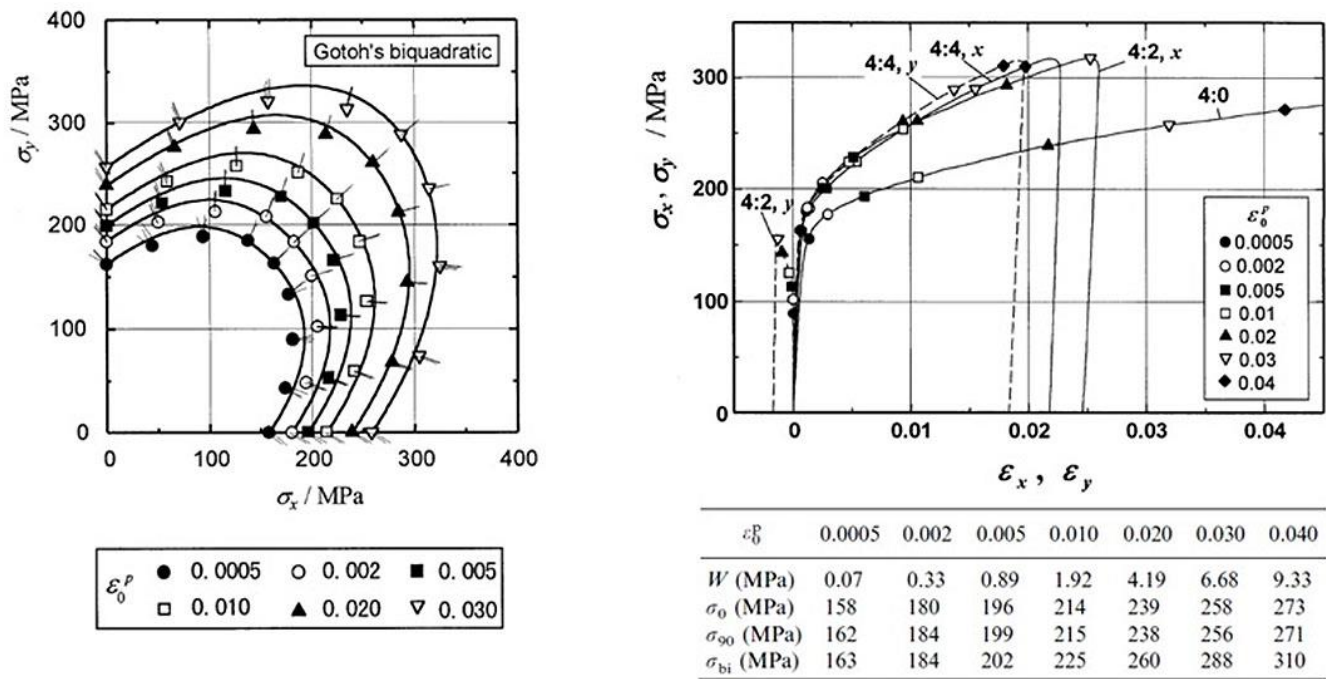 400
300
200
100
0
0 100 200 300 400
σy / MPa
σx / MPa
Gotoh's biquadratic
ε₀ᵖ
0. 0005 0. 002 0. 005
0. 010 0. 020 0. 030
300
200
100
0
σx, σy / MPa
4:4, y
4:4, x
4:2, x
4:0
4:2, y
ε₀ᵖ
0.0005
0.002
0.005
0.01
0.02
0.03
0.04
0 0.01 0.02 0.03 0.04
εx , εy
ε₀ᵖ 0.0005 0.002 0.005 0.010 0.020 0.030 0.040
W (MPa) 0.07 0.33 0.89 1.92 4.19 6.68 9.33
σ₀ (MPa) 158 180 196 214 239 258 273
σ₉₀ (MPa) 162 184 199 215 238 256 271
σbi (MPa) 163 184 202 225 260 288 310